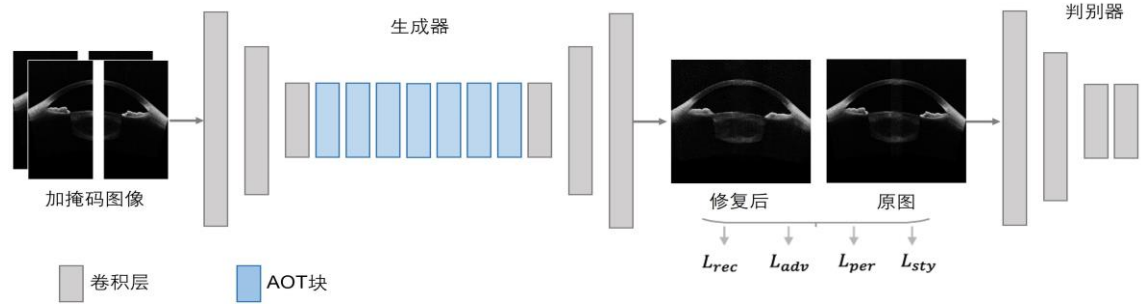 生成器
判别器
加掩码图像
修复后
原图
L_rec
L_adv
L_per
L_sty
卷积层
AOT块